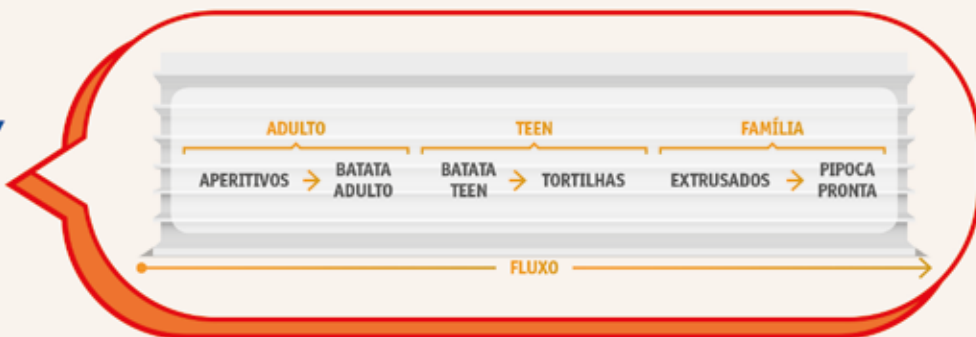 ADULTO TEEN FAMÍLIA
APERITIVOS → BATATA ADULTO BATATA TEEN → TORTILHAS EXTRUSADOS → PIPOCA PRONTA
FLUXO